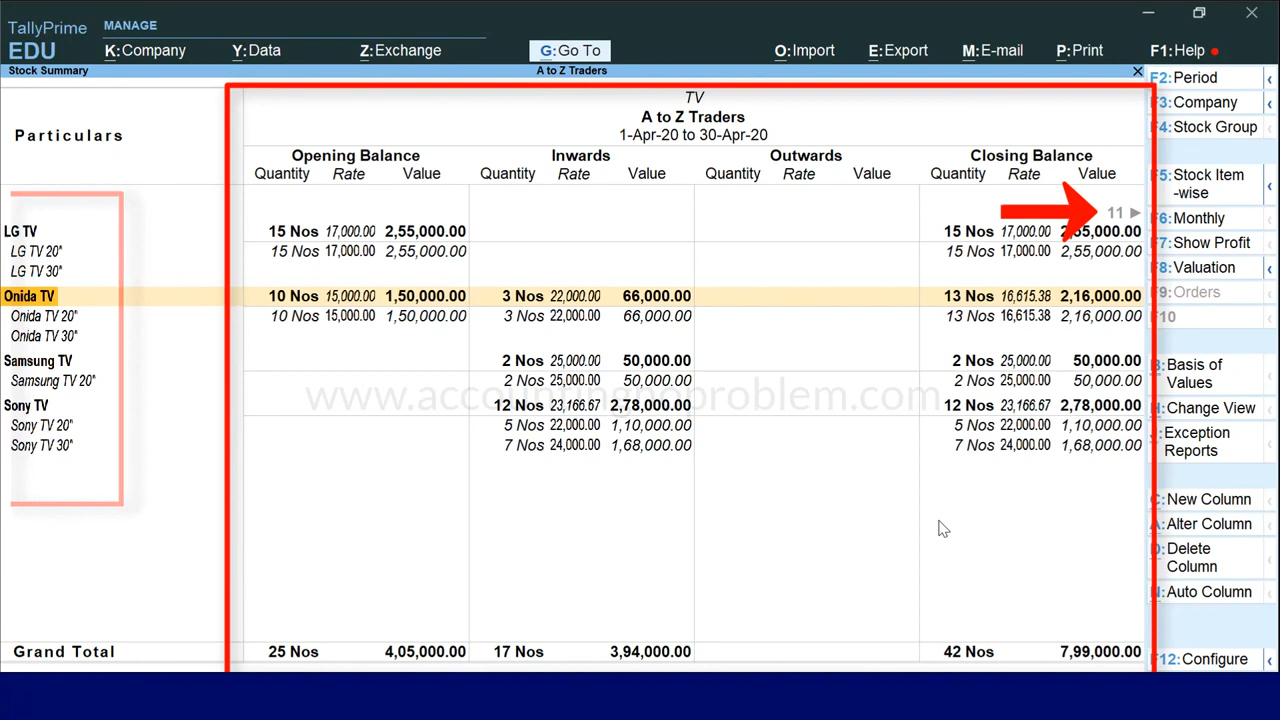 TallyPrime
EDU
MANAGE
K:Company Y:Data Z:Exchange G:Go To O:Import E:Export M:E-mail P:Print F1:Help
Stock Summary A to Z Traders
Particulars
TV
A to Z Traders
1-Apr-20 to 30-Apr-20
Opening Balance Inwards Outwards Closing Balance
Quantity Rate Value Quantity Rate Value Quantity Rate Value Quantity Rate Value
11
LG TV 15 Nos 17,000.00 2,55,000.00 15 Nos 17,000.00 2,55,000.00
LG TV 20" 15 Nos 17,000.00 2,55,000.00 15 Nos 17,000.00 2,55,000.00
LG TV 30"
Onida TV 10 Nos 15,000.00 1,50,000.00 3 Nos 22,000.00 66,000.00 13 Nos 16,615.38 2,16,000.00
Onida TV 20" 10 Nos 15,000.00 1,50,000.00 3 Nos 22,000.00 66,000.00 13 Nos 16,615.38 2,16,000.00
Onida TV 30"
Samsung TV 2 Nos 25,000.00 50,000.00 2 Nos 25,000.00 50,000.00
Samsung TV 20" 2 Nos 25,000.00 50,000.00 2 Nos 25,000.00 50,000.00
www.accountingnoproblem.com
Sony TV 12 Nos 23,166.67 2,78,000.00 12 Nos 23,166.67 2,78,000.00
Sony TV 20" 5 Nos 22,000.00 1,10,000.00 5 Nos 22,000.00 1,10,000.00
Sony TV 30" 7 Nos 24,000.00 1,68,000.00 7 Nos 24,000.00 1,68,000.00
Grand Total 25 Nos 4,05,000.00 17 Nos 3,94,000.00 42 Nos 7,99,000.00
F2:Period
F3:Company
F4:Stock Group
F5:Stock Item
-wise
F6:Monthly
F7:Show Profit
F8:Valuation
F9:Orders
F10
B:Basis of
Values
H:Change View
Exception
Reports
C:New Column
A:Alter Column
D:Delete
Column
N:Auto Column
F12:Configure